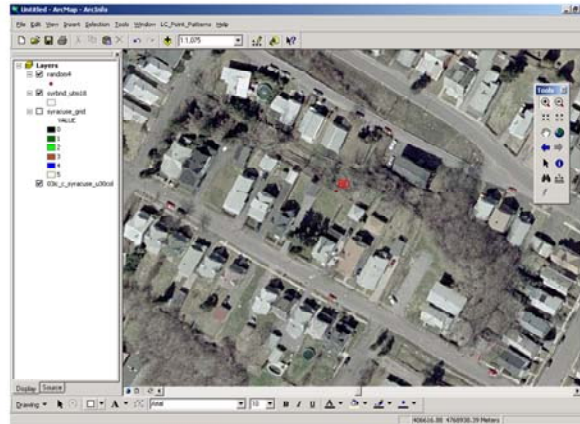 Untitled - ArcMap - ArcInfo
File Edit View Insert Selection Tools Window LC_Point_Patterns Help
1:1,075
Layers
random4
syrbnd_utm18
syracuse_grid
VALUE
0
1
2
3
4
5
Tools
Display Source
Drawing A Arial 10 B I U A
Meters